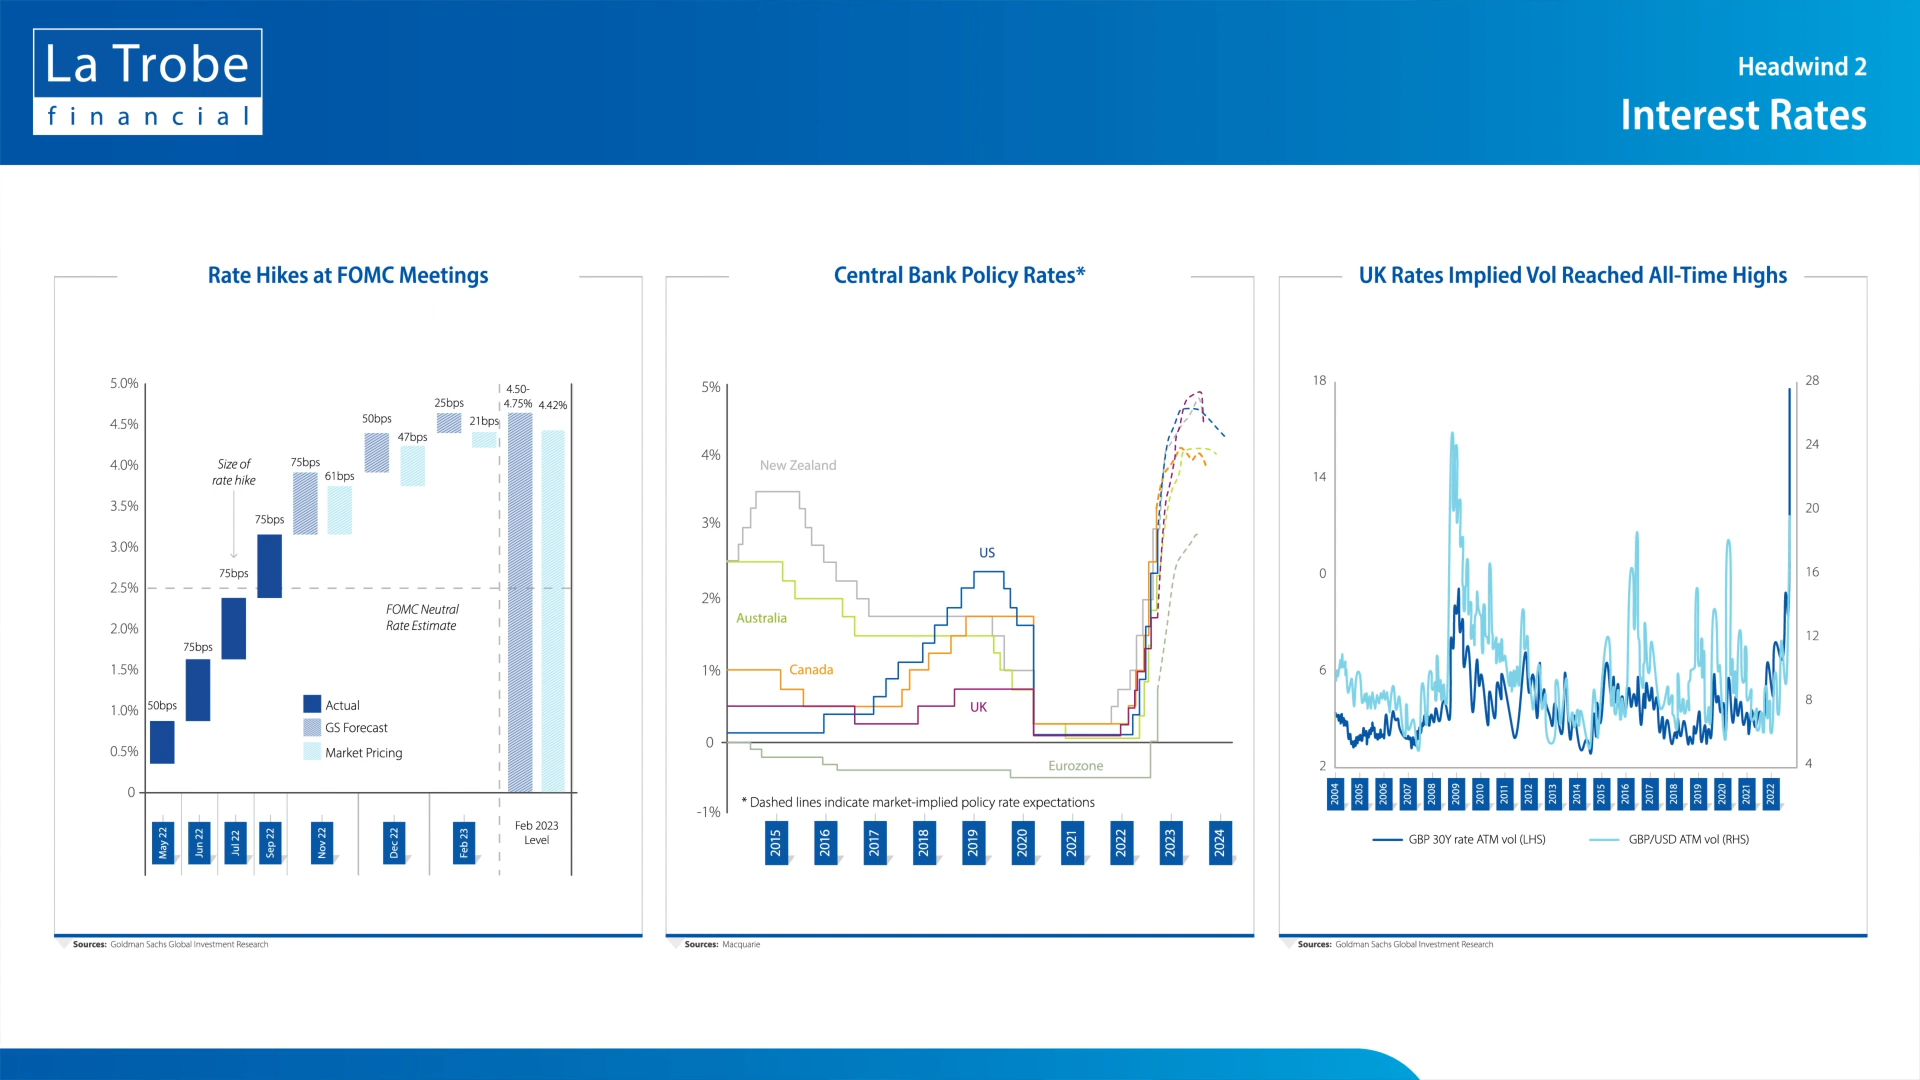 La Trobe
financial
Headwind 2
Interest Rates
Rate Hikes at FOMC Meetings
5.0%
4.5%
4.0%
3.5%
3.0%
2.5%
2.0%
1.5%
1.0%
0.5%
0
50bps
75bps
Size of
rate hike
75bps
75bps
75bps
61bps
50bps
47bps
25bps
21bps
4.50-
4.75%
4.42%
FOMC Neutral
Rate Estimate
Actual
GS Forecast
Market Pricing
May 22
Jun 22
Jul 22
Sep 22
Nov 22
Dec 22
Feb 23
Feb 2023
Level
Sources: Goldman Sachs Global Investment Research
Central Bank Policy Rates*
5%
4%
3%
2%
1%
0
-1%
New Zealand
US
Australia
Canada
UK
Eurozone
* Dashed lines indicate market-implied policy rate expectations
2015
2016
2017
2018
2019
2020
2021
2022
2023
2024
Sources: Macquarie
UK Rates Implied Vol Reached All-Time Highs
18
14
0
6
2
28
24
20
16
12
8
4
2004
2005
2006
2007
2008
2009
2010
2011
2012
2013
2014
2015
2016
2017
2018
2019
2020
2021
2022
GBP 30Y rate ATM vol (LHS)
GBP/USD ATM vol (RHS)
Sources: Goldman Sachs Global Investment Research